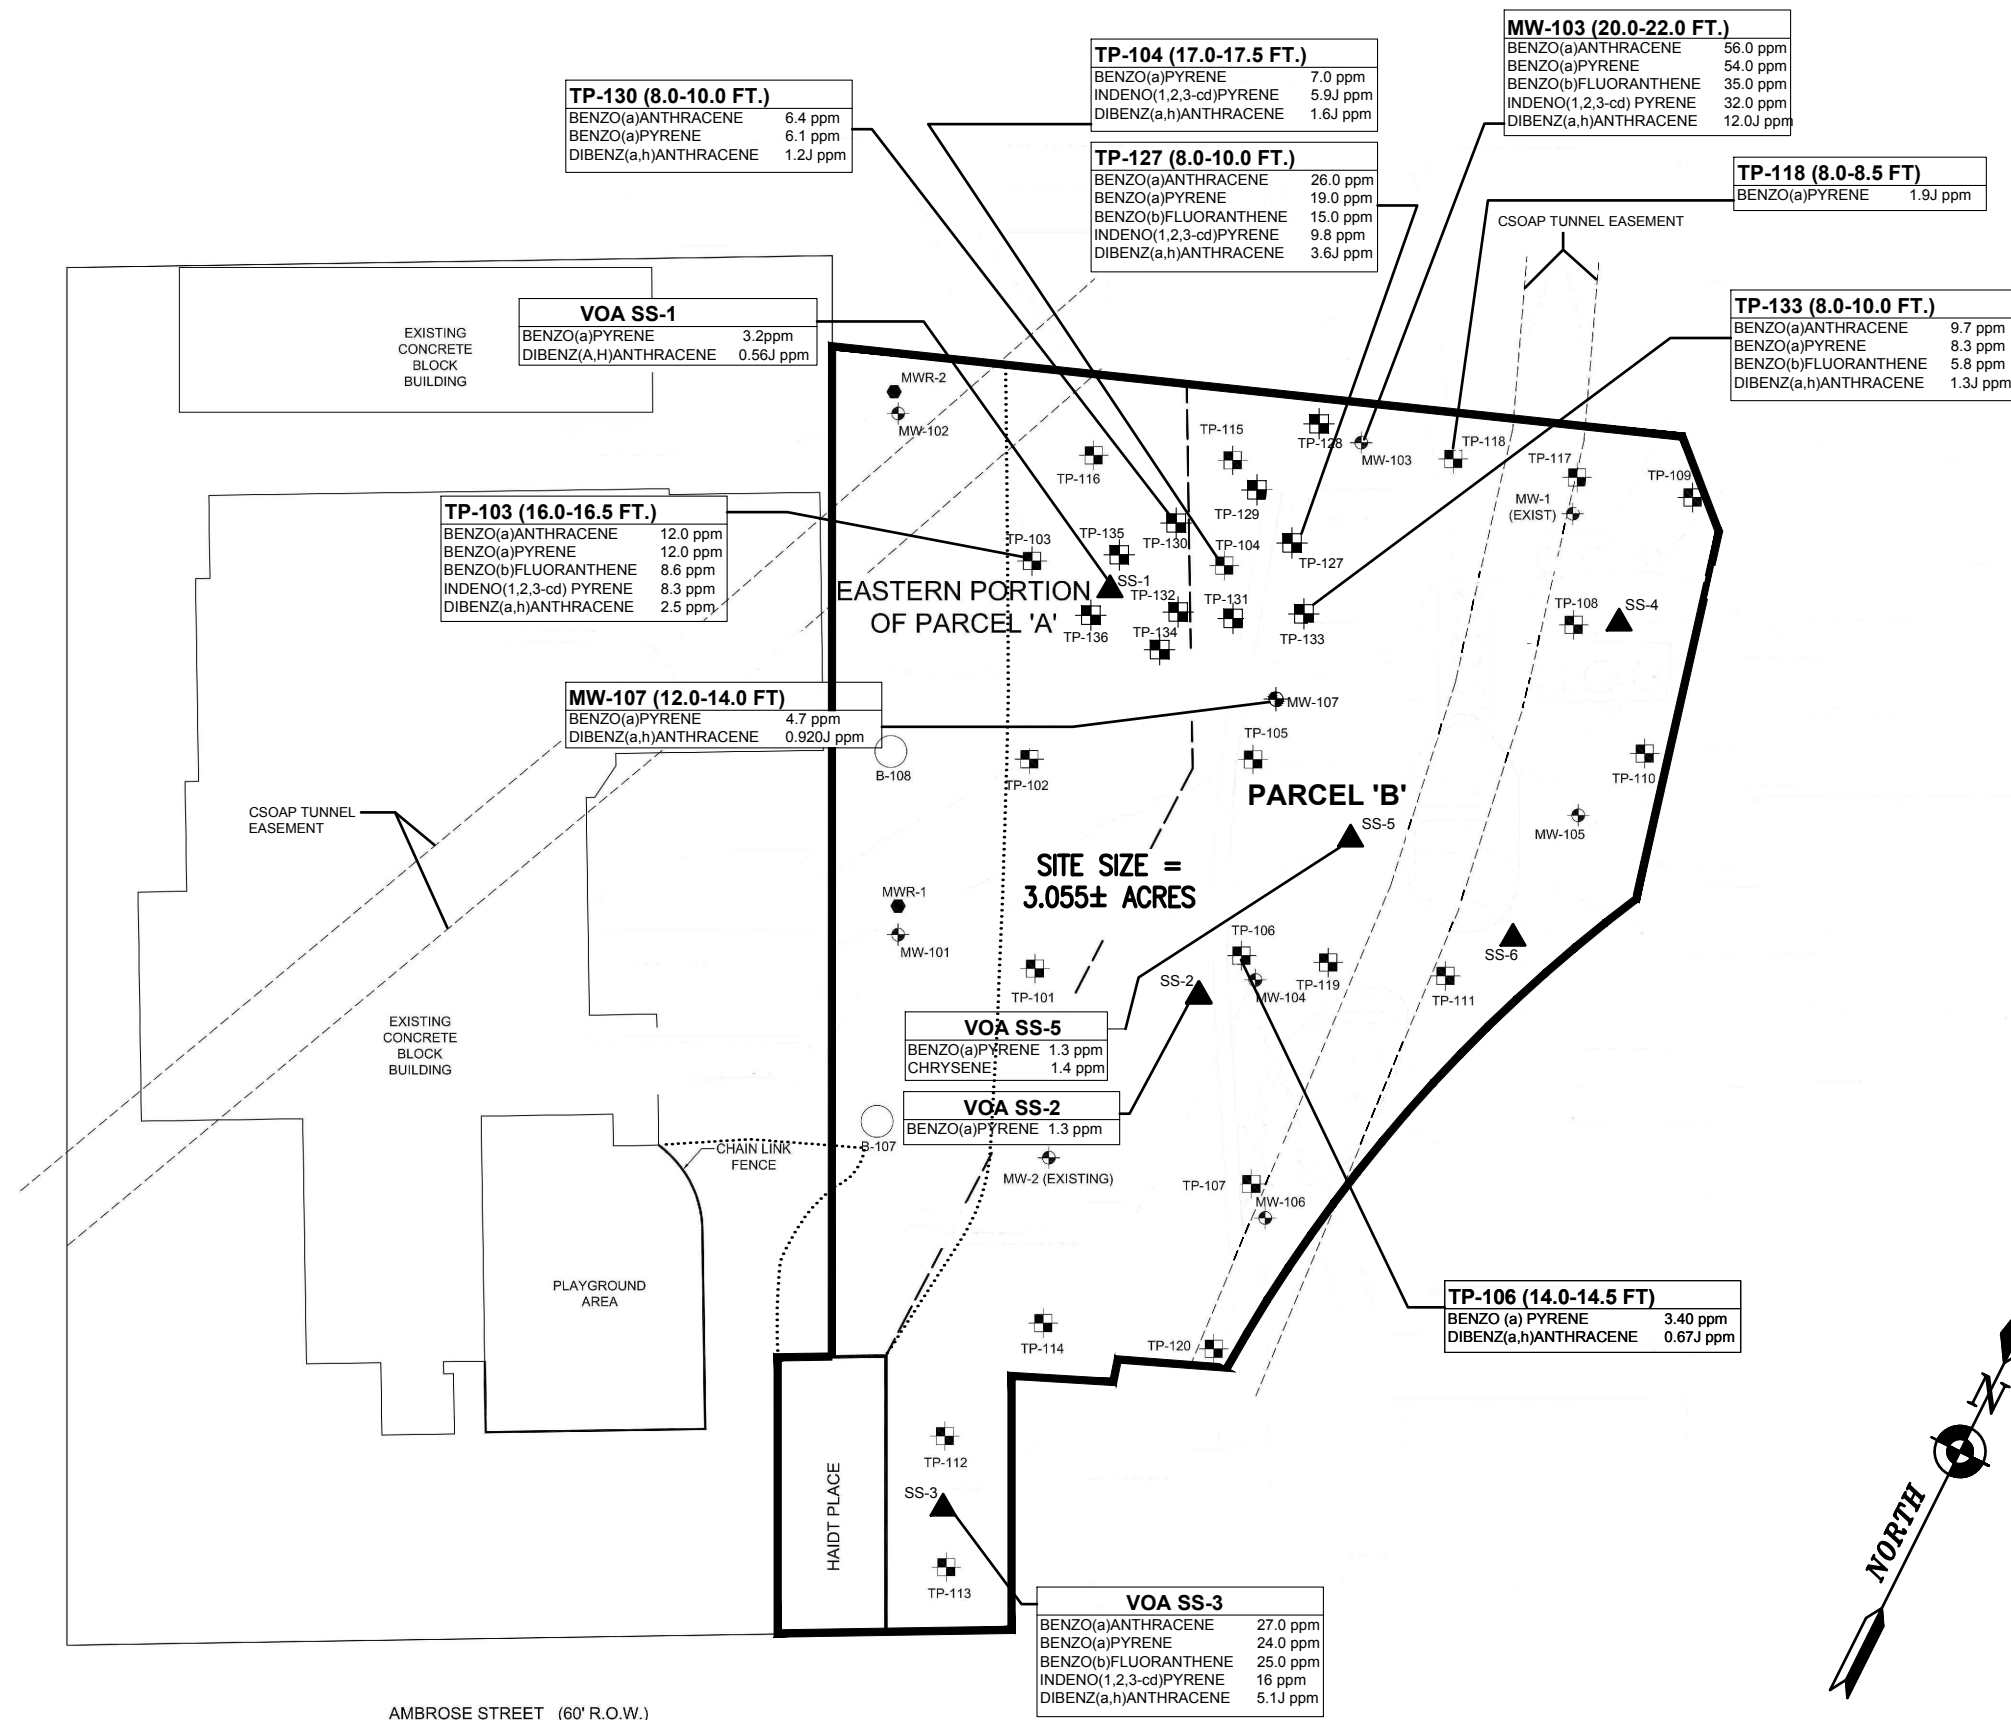 MW-103 (20.0-22.0 FT.)
BENZO(a)ANTHRACENE 56.0 ppm
BENZO(a)PYRENE 54.0 ppm
BENZO(b)FLUORANTHENE 35.0 ppm
INDENO(1,2,3-cd) PYRENE 32.0 ppm
DIBENZ(a,h)ANTHRACENE 12.0J ppm
TP-104 (17.0-17.5 FT.)
BENZO(a)PYRENE 7.0 ppm
INDENO(1,2,3-cd)PYRENE 5.9J ppm
DIBENZ(a,h)ANTHRACENE 1.6J ppm
TP-130 (8.0-10.0 FT.)
BENZO(a)ANTHRACENE 6.4 ppm
BENZO(a)PYRENE 6.1 ppm
DIBENZ(a,h)ANTHRACENE 1.2J ppm
TP-127 (8.0-10.0 FT.)
BENZO(a)ANTHRACENE 26.0 ppm
BENZO(a)PYRENE 19.0 ppm
BENZO(b)FLUORANTHENE 15.0 ppm
INDENO(1,2,3-cd)PYRENE 9.8 ppm
DIBENZ(a,h)ANTHRACENE 3.6J ppm
TP-118 (8.0-8.5 FT)
BENZO(a)PYRENE 1.9J ppm
CSOAP TUNNEL EASEMENT
TP-133 (8.0-10.0 FT.)
BENZO(a)ANTHRACENE 9.7 ppm
BENZO(a)PYRENE 8.3 ppm
BENZO(b)FLUORANTHENE 5.8 ppm
DIBENZ(a,h)ANTHRACENE 1.3J ppm
VOA SS-1
BENZO(a)PYRENE 3.2ppm
DIBENZ(A,H)ANTHRACENE 0.56J ppm
EXISTING
CONCRETE
BLOCK
BUILDING
MWR-2
MW-102
TP-116
TP-115
TP-128
MW-103
TP-118
TP-117
TP-109
TP-129
MW-1
(EXIST)
TP-103 (16.0-16.5 FT.)
BENZO(a)ANTHRACENE 12.0 ppm
BENZO(a)PYRENE 12.0 ppm
BENZO(b)FLUORANTHENE 8.6 ppm
INDENO(1,2,3-cd) PYRENE 8.3 ppm
DIBENZ(a,h)ANTHRACENE 2.5 ppm
TP-103
TP-135
TP-130
TP-104
TP-127
SS-1
EASTERN PORTION
OF PARCEL 'A'
TP-132
TP-131
TP-136
TP-134
TP-133
TP-108
SS-4
MW-107 (12.0-14.0 FT)
BENZO(a)PYRENE 4.7 ppm
DIBENZ(a,h)ANTHRACENE 0.920J ppm
MW-107
B-108
TP-102
TP-105
TP-110
PARCEL 'B'
CSOAP TUNNEL
EASEMENT
SS-5
MW-105
SITE SIZE =
3.055± ACRES
MWR-1
MW-101
TP-101
TP-106
SS-2
MW-104
TP-119
TP-111
SS-6
EXISTING
CONCRETE
BLOCK
BUILDING
VOA SS-5
BENZO(a)PYRENE 1.3 ppm
CHRYSENE 1.4 ppm
VOA SS-2
BENZO(a)PYRENE 1.3 ppm
B-107
CHAIN LINK
FENCE
MW-2 (EXISTING)
TP-107
MW-106
PLAYGROUND
AREA
TP-106 (14.0-14.5 FT)
BENZO (a) PYRENE 3.40 ppm
DIBENZ(a,h)ANTHRACENE 0.67J ppm
TP-114
TP-120
N
NORTH
TP-112
HAIDT PLACE
SS-3
TP-113
VOA SS-3
BENZO(a)ANTHRACENE 27.0 ppm
BENZO(a)PYRENE 24.0 ppm
BENZO(b)FLUORANTHENE 25.0 ppm
INDENO(1,2,3-cd)PYRENE 16 ppm
DIBENZ(a,h)ANTHRACENE 5.1J ppm
AMBROSE STREET (60' R.O.W.)